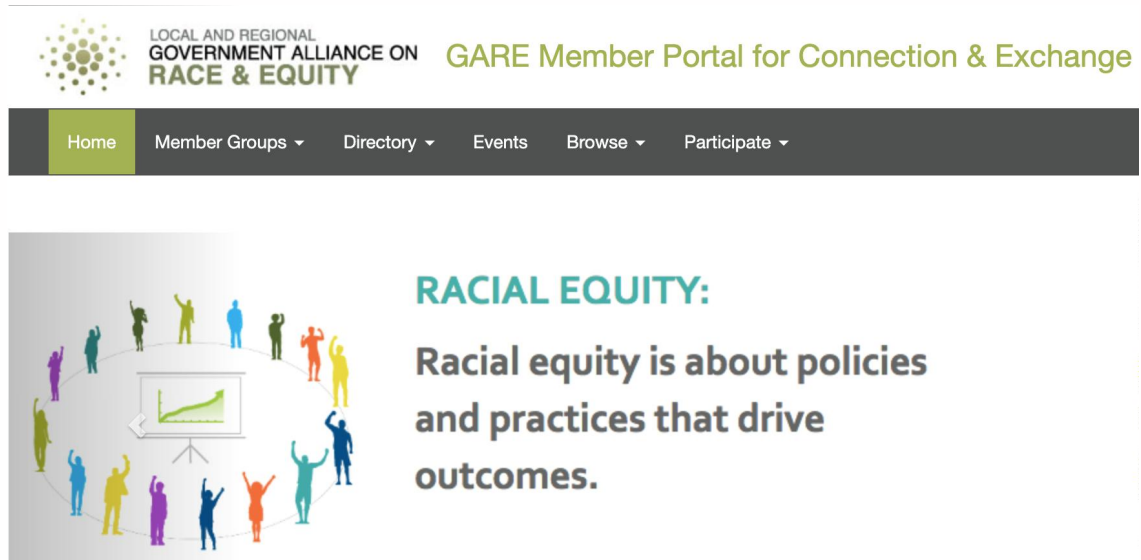 LOCAL AND REGIONAL
GOVERNMENT ALLIANCE ON
RACE & EQUITY
GARE Member Portal for Connection & Exchange
Home Member Groups Directory Events Browse Participate
RACIAL EQUITY:
Racial equity is about policies
and practices that drive
outcomes.